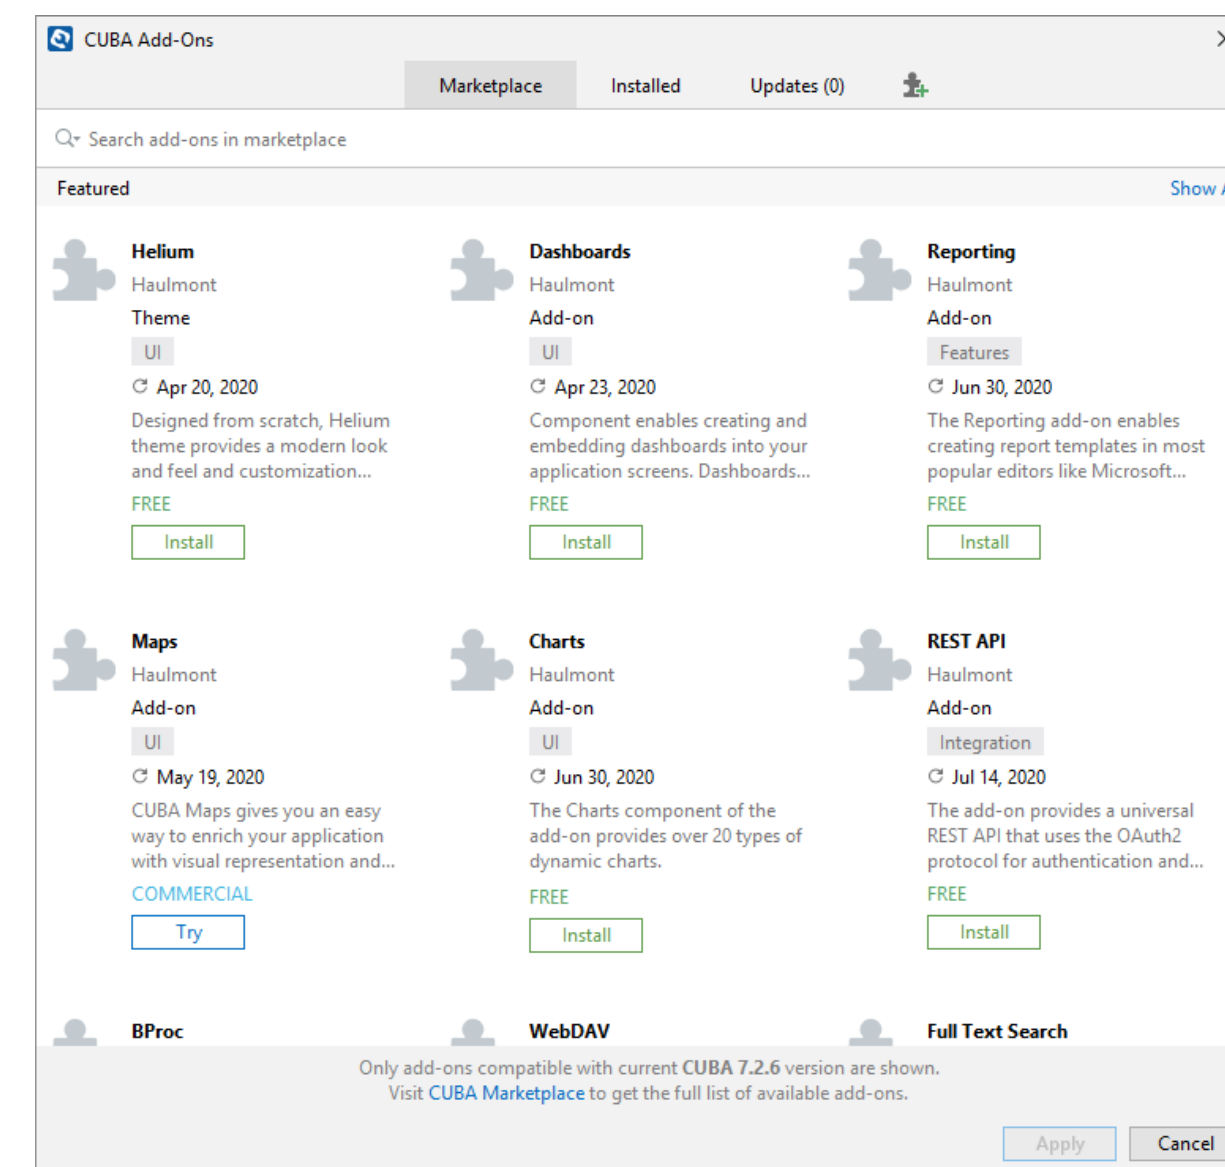 CUBA Add-Ons
Marketplace
Installed
Updates (0)
Search add-ons in marketplace
Featured
Show
Helium
Haulmont
Theme
UI
Apr 20, 2020
Designed from scratch, Helium
theme provides a modern look
and feel and customization...
FREE
Install
Dashboards
Haulmont
Add-on
UI
Apr 23, 2020
Component enables creating and
embedding dashboards into your
application screens. Dashboards...
FREE
Install
Reporting
Haulmont
Add-on
Features
Jun 30, 2020
The Reporting add-on enables
creating report templates in most
popular editors like Microsoft...
FREE
Install
Maps
Haulmont
Add-on
UI
May 19, 2020
CUBA Maps gives you an easy
way to enrich your application
with visual representation and...
COMMERCIAL
Try
Charts
Haulmont
Add-on
UI
Jun 30, 2020
The Charts component of the
add-on provides over 20 types of
dynamic charts.
FREE
Install
REST API
Haulmont
Add-on
Integration
Jul 14, 2020
The add-on provides a universal
REST API that uses the OAuth2
protocol for authentication and...
FREE
Install
BProc
WebDAV
Full Text Search
Only add-ons compatible with current CUBA 7.2.6 version are shown.
Visit CUBA Marketplace to get the full list of available add-ons.
Apply
Cancel